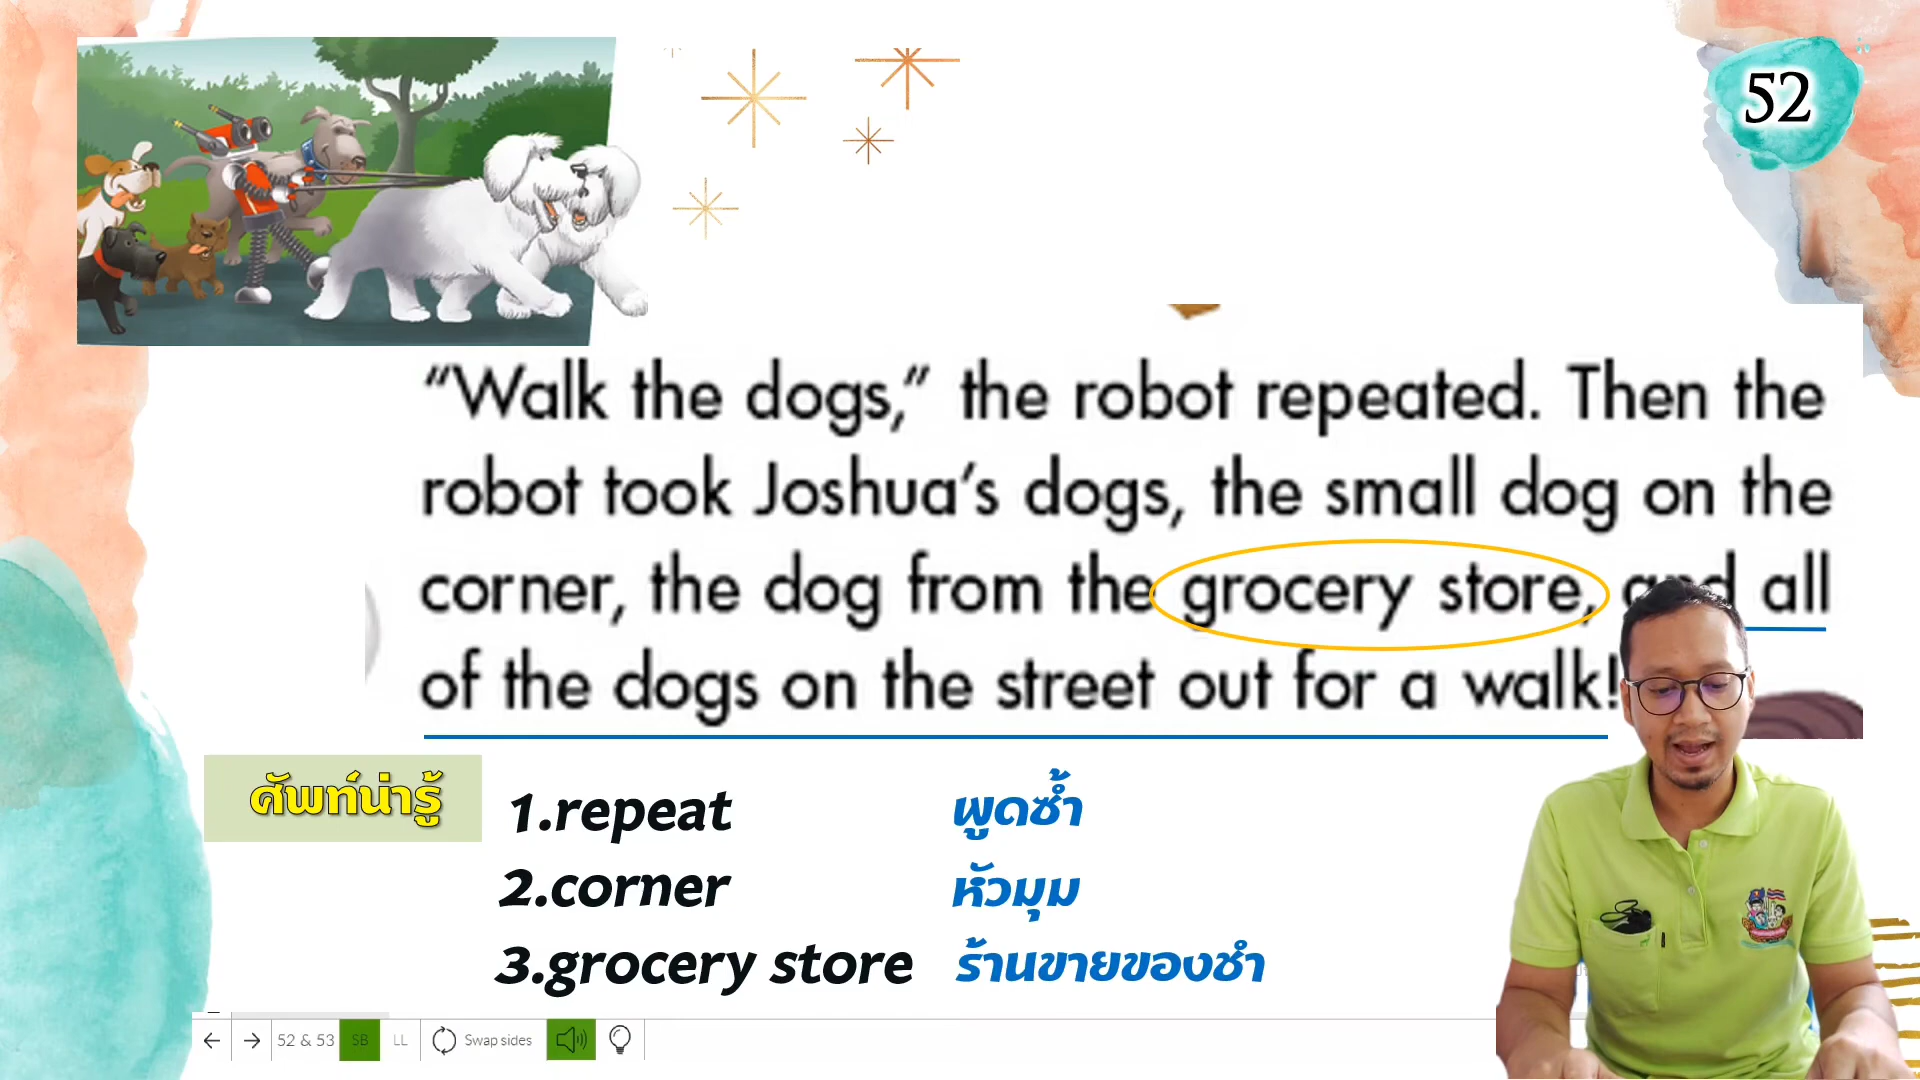 52
“Walk the dogs,” the robot repeated. Then the
robot took Joshua’s dogs, the small dog on the
corner, the dog from the grocery store, and all
of the dogs on the street out for a walk!
ศัพท์น่ารู้
1.repeat พูดซ้ำ
2.corner หัวมุม
3.grocery store ร้านขายของชำ
52 & 53 SB LL Swap sides